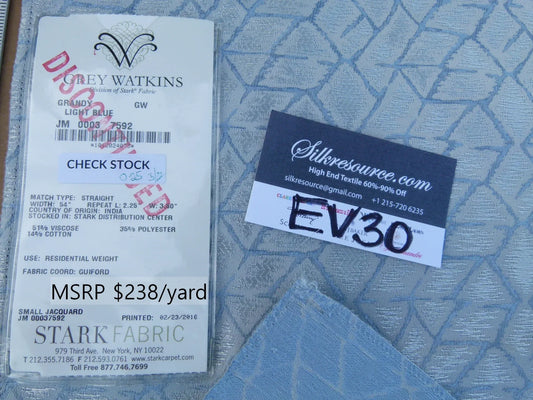 GREY WATKINS
Division of Stark® Fabric
DISCONTINUED
GRANDY GW
LIGHT BLUE
JM 0003 7592
CHECK STOCK
MATCH TYPE: STRAIGHT
WIDTH: 54" REPEAT L: 2.25"
COUNTRY OF ORIGIN: INDIA
STOCKED IN: STARK DISTRIBUTION CENTER
51% VISCOSE 35% POLYESTER
14% COTTON
USE: RESIDENTIAL WEIGHT
FABRIC COORD: GUIFORD
MSRP $238/yard
SMALL JACQUARD
JM 00037592 PRINTED: 02/23/2016
STARK FABRIC
979 Third Ave. New York, NY 10022
T 212.355.7186 F 212.593.0761 www.starkcarpet.com
Toll Free 877.746.7699
Silkresource.com
High End Textile 60%-90% Off
silkresource@gmail.com +1 215-720 6235
EV30